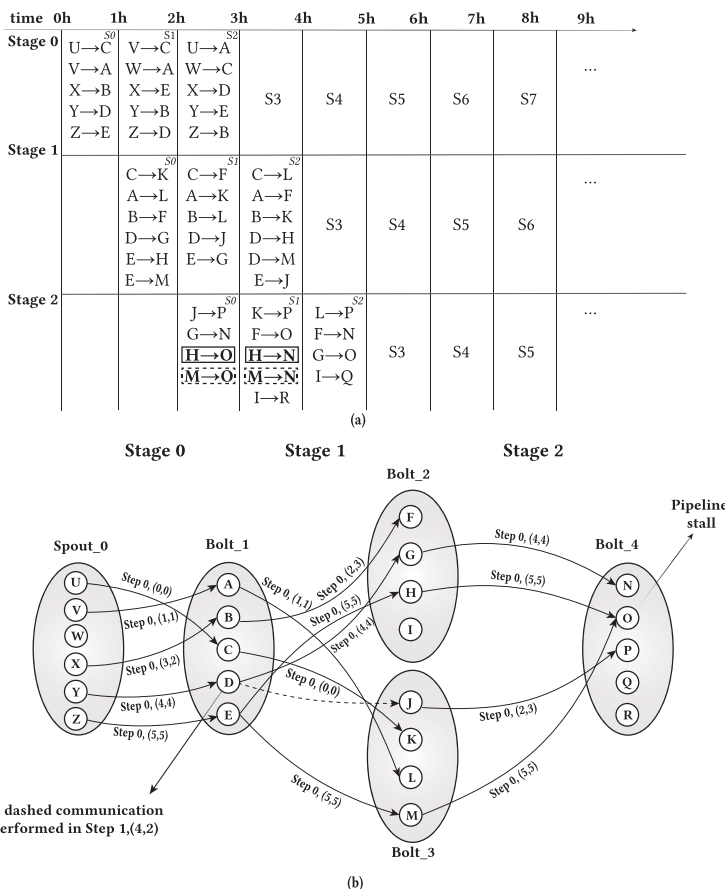 time 0h 1h 2h 3h 4h 5h 6h 7h 8h 9h
Stage 0
S0 S1 S2
U→C V→C U→A
V→A W→A W→C
X→B X→E X→D
Y→D Y→B Y→E
Z→E Z→D Z→B
S3 S4 S5 S6 S7
...
Stage 1
S0 S1 S2
C→K C→F C→L
A→L A→K A→F
B→F B→L B→K
D→G D→J D→H
E→H E→G D→M
E→M E→J
S3 S4 S5 S6
...
Stage 2
S0 S1 S2
J→P K→P L→P
G→N F→O F→N
H→O H→N G→O
M→O M→N I→Q
I→R
S3 S4 S5
...
(a)
Stage 0 Stage 1 Stage 2
Bolt_2
Pipeline
stall
Spout_0 Bolt_1 Bolt_4
F
G
H
I
U
V
W
X
Y
Z
A
B
C
D
E
J
K
L
M
N
O
P
Q
R
Step 0, (0,0)
Step 0, (1,1)
Step 0, (3,2)
Step 0, (4,4)
Step 0, (5,5)
Step 0, (1,1)
Step 0, (2,3)
Step 0, (5,5)
Step 0, (4,4)
Step 0, (0,0)
Step 0, (5,5)
Step 0, (4,4)
Step 0, (5,5)
Step 0, (2,3)
Step 0, (5,5)
dashed communication
erformed in Step 1,(4,2)
Bolt_3
(b)